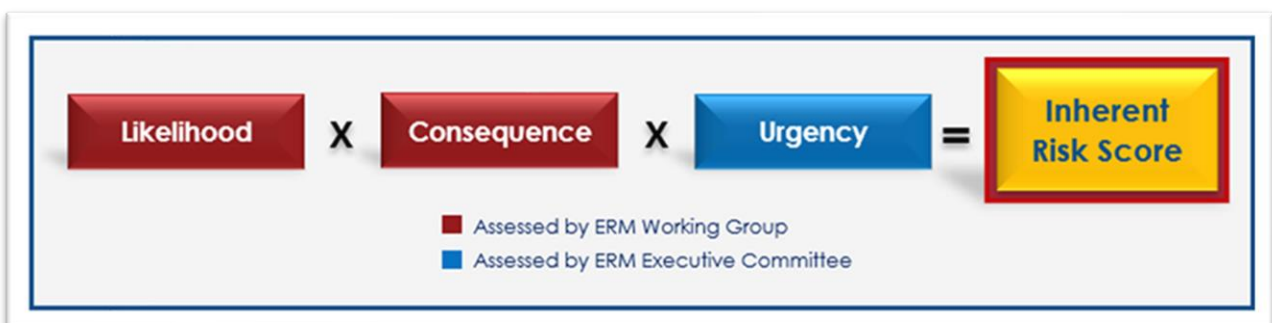 Likelihood X Consequence X Urgency = Inherent Risk Score
Assessed by ERM Working Group
Assessed by ERM Executive Committee